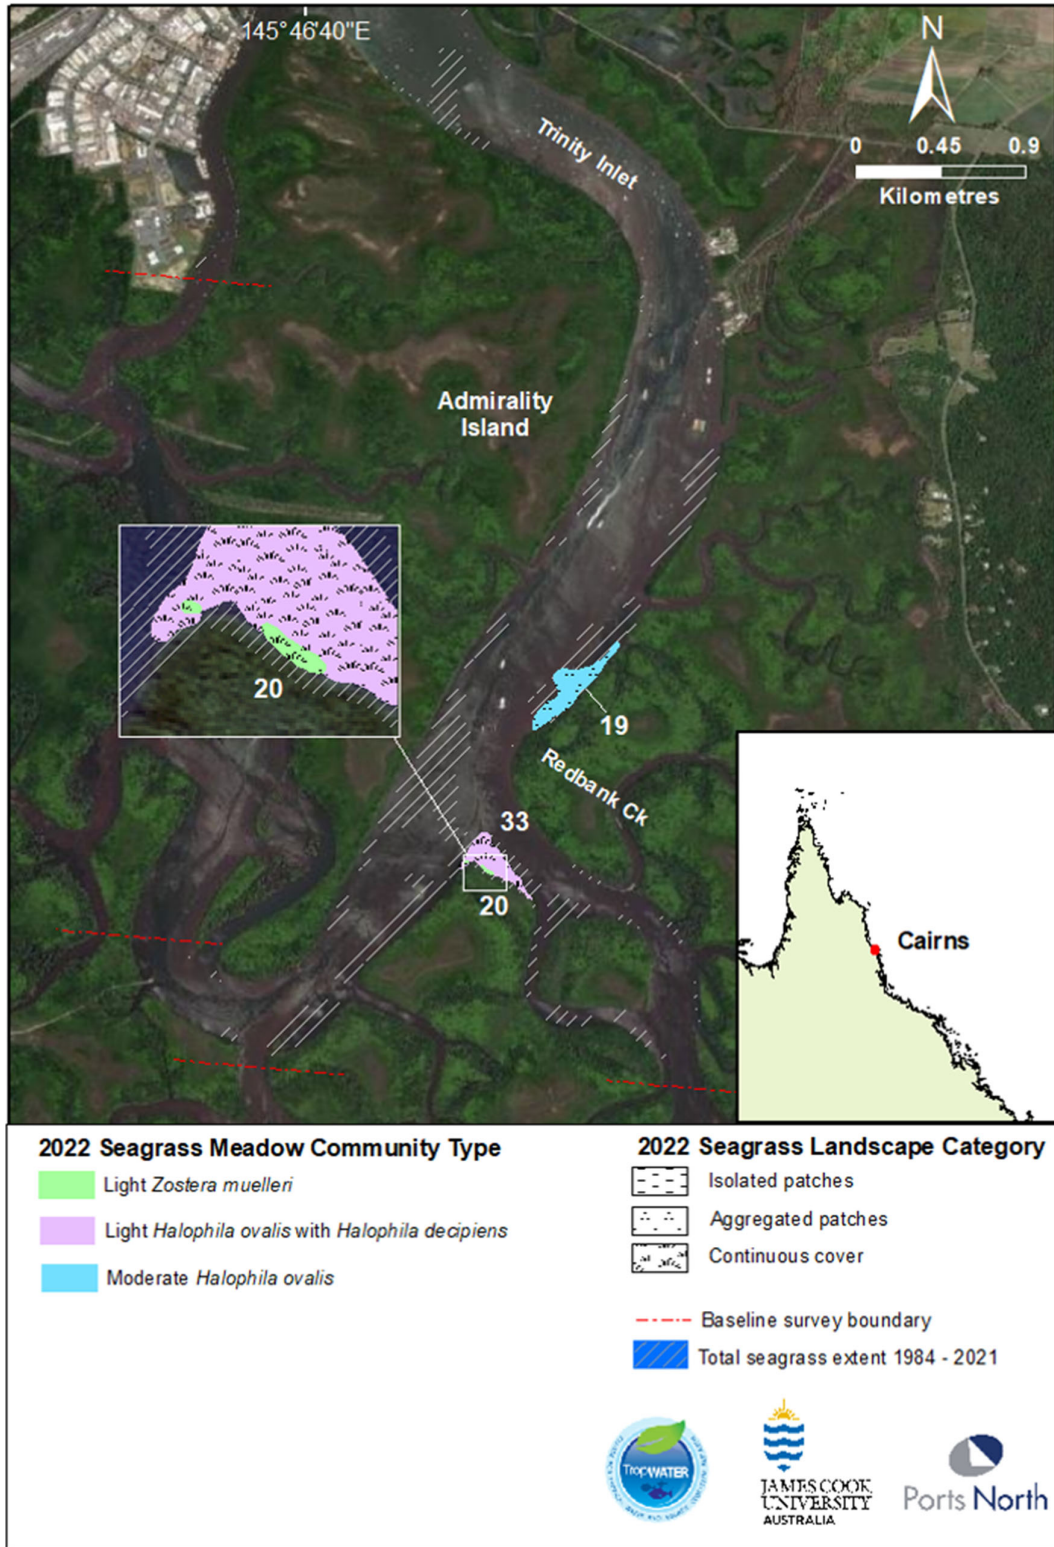 145°46'40"E
N
Trinity Inlet
0 0.45 0.9
Kilometres
Admirality
Island
20
19
Redbank Ck
33
20
Cairns
2022 Seagrass Meadow Community Type
Light Zostera muelleri
Light Halophila ovalis with Halophila decipiens
Moderate Halophila ovalis
2022 Seagrass Landscape Category
Isolated patches
Aggregated patches
Continuous cover
Baseline survey boundary
Total seagrass extent 1984 - 2021
TropWATER
JAMES COOK
UNIVERSITY
AUSTRALIA
Ports North